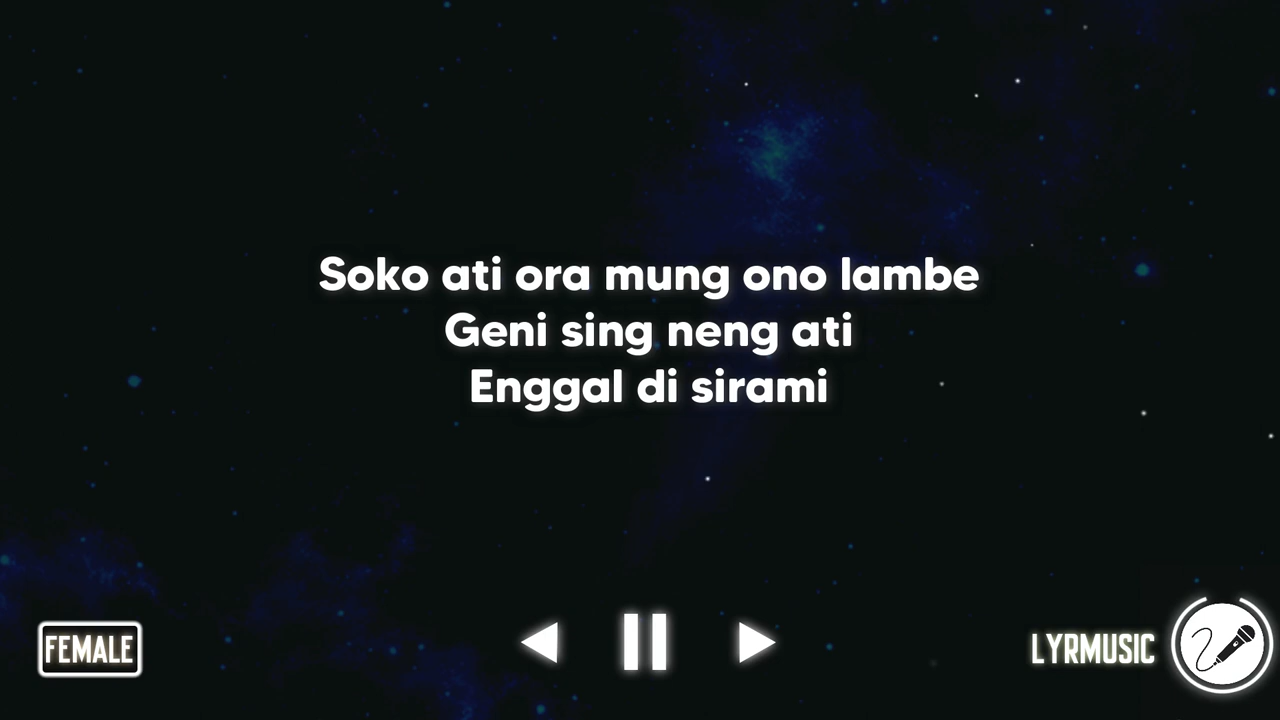 Soko ati ora mung ono lambe
Geni sing neng ati
Enggal di sirami
FEMALE
LYRMUSIC